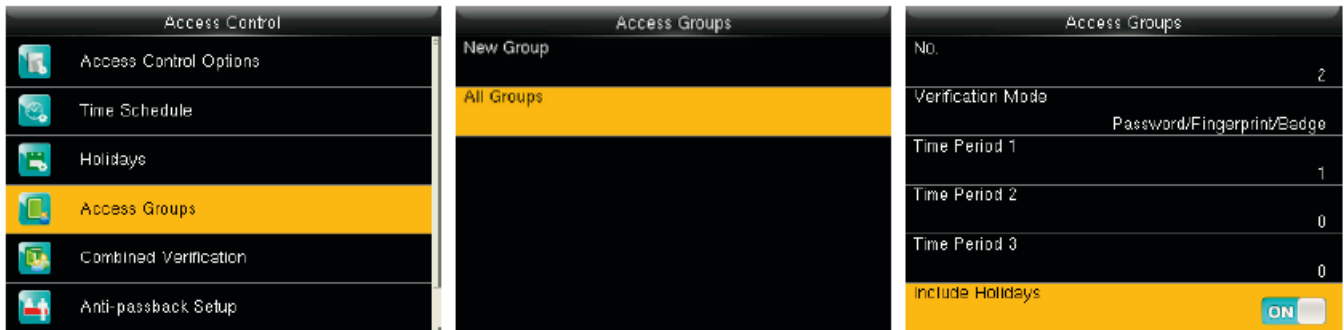 Access Control
Access Control Options
Time Schedule
Holidays
Access Groups
Combined Verification
Anti-passback Setup
Access Groups
New Group
All Groups
Access Groups
No.
2
Verification Mode
Password/Fingerprint/Badge
Time Period 1
1
Time Period 2
0
Time Period 3
0
Include Holidays
ON